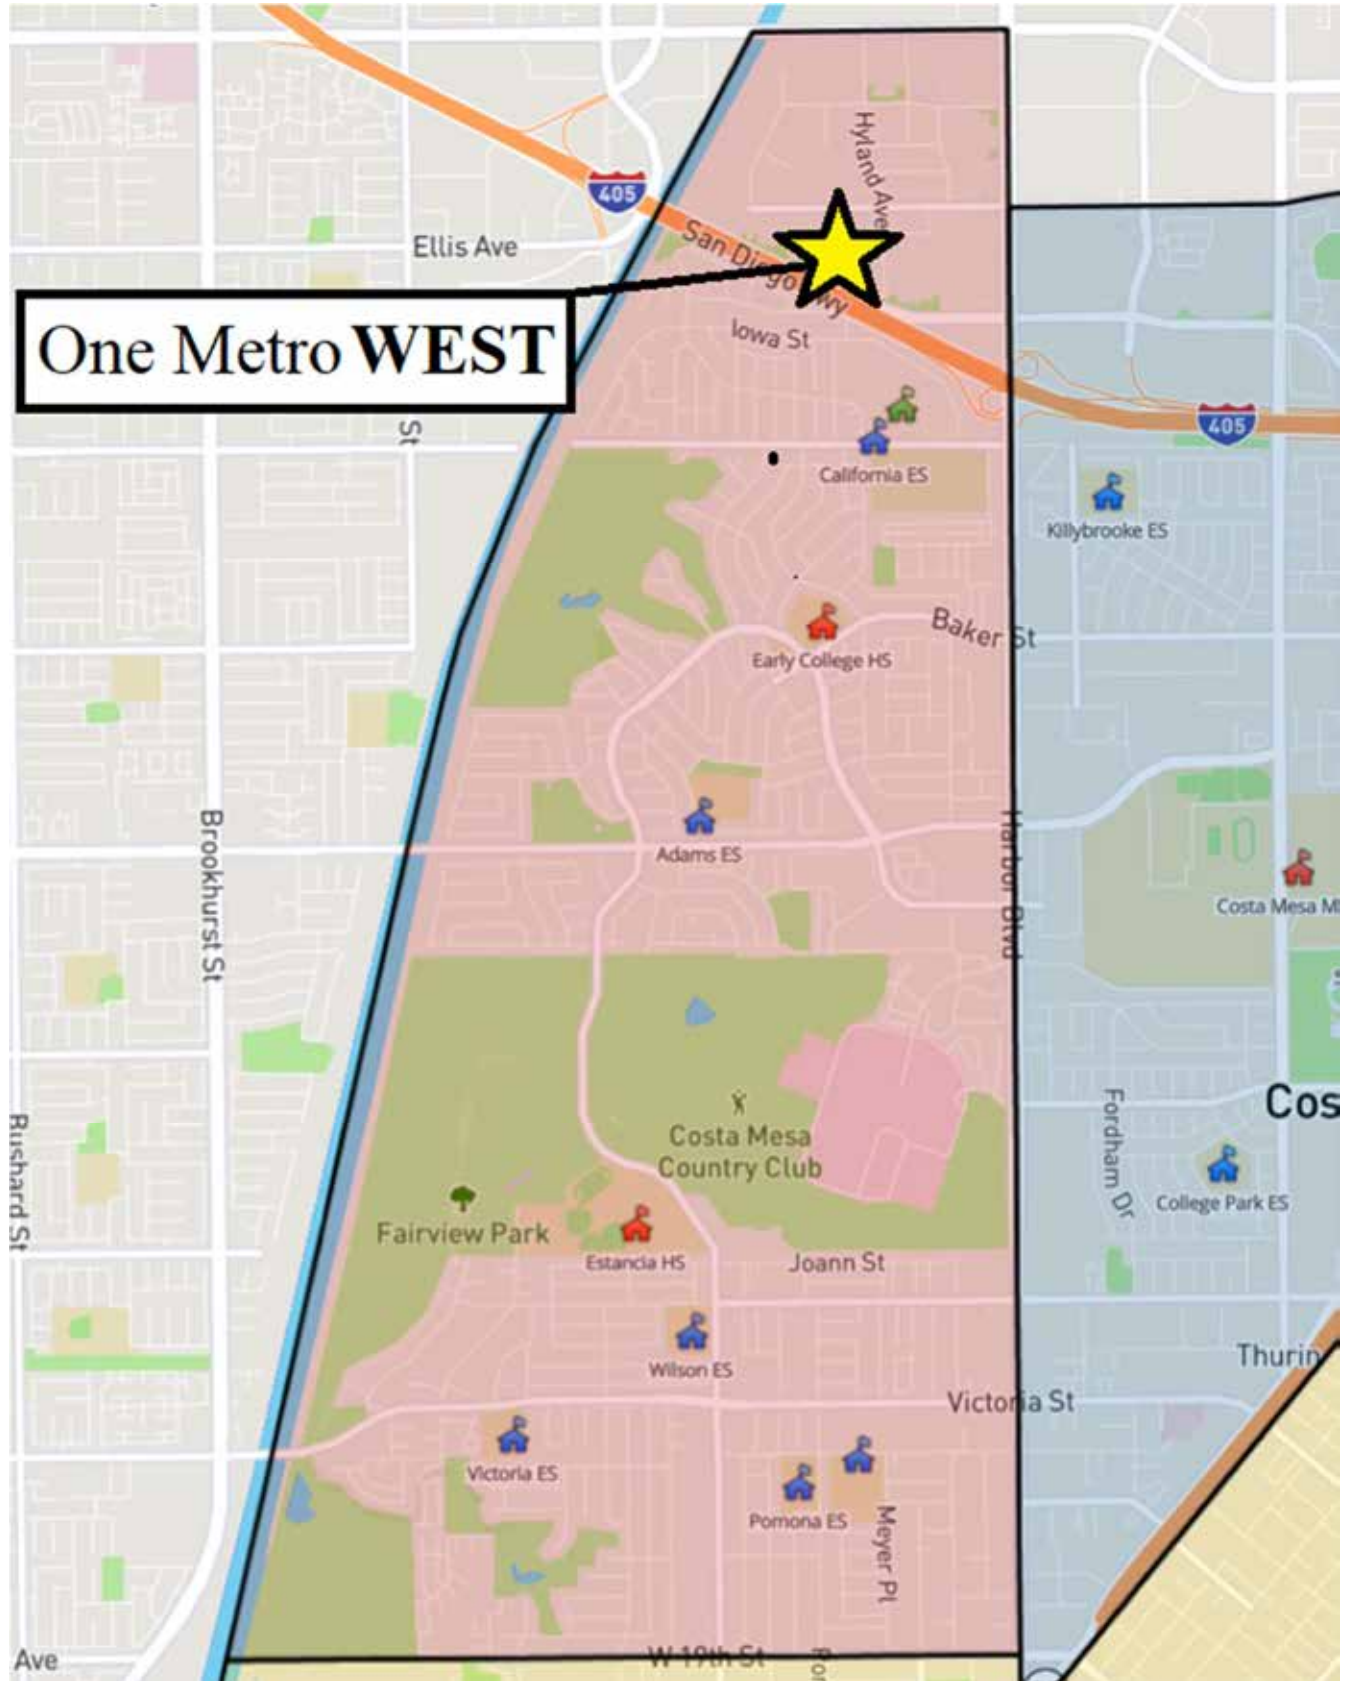 Hyland Ave
405
San Diego Fwy
Ellis Ave
One Metro WEST
Iowa St
St
405
California ES
Killybrooke ES
Baker St
Early College HS
Brookhurst St
Harbor Blvd
Adams ES
Costa Mesa
Costa Mesa
Country Club
Cos
Fordham Dr
Rushard St
College Park ES
Fairview Park
Estancia HS
Joann St
Wilson ES
Thurin
Victoria St
Victoria ES
Pomona ES
Meyer Pl
W 19th St
Ave